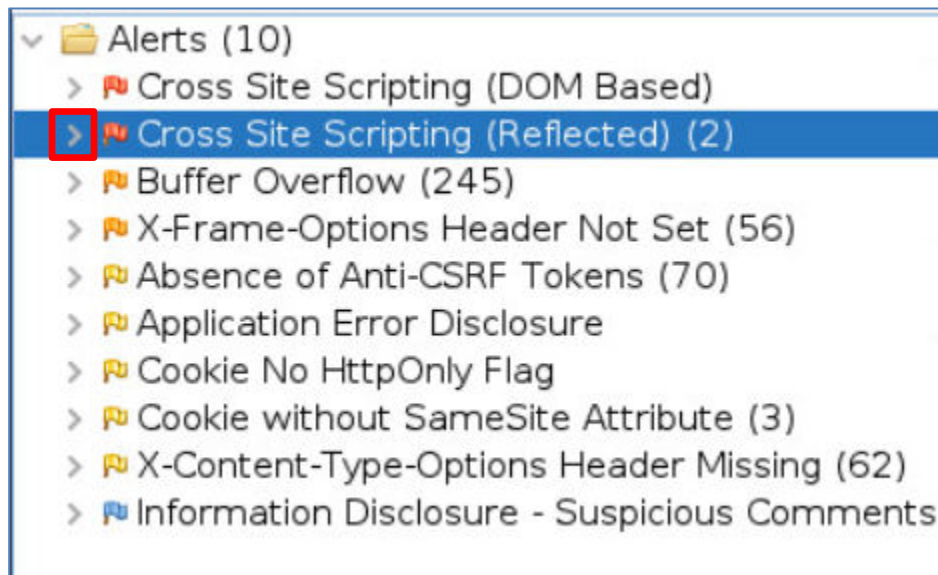 Alerts (10)
Cross Site Scripting (DOM Based)
Cross Site Scripting (Reflected) (2)
Buffer Overflow (245)
X-Frame-Options Header Not Set (56)
Absence of Anti-CSRF Tokens (70)
Application Error Disclosure
Cookie No HttpOnly Flag
Cookie without SameSite Attribute (3)
X-Content-Type-Options Header Missing (62)
Information Disclosure - Suspicious Comments